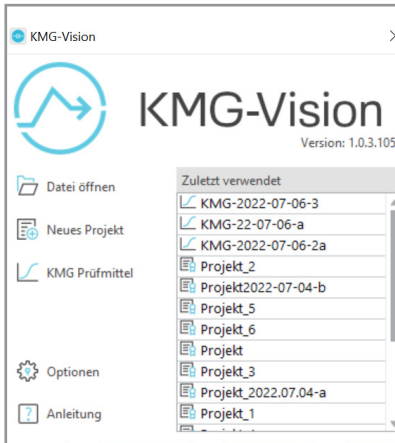 KMG-Vision
KMG-Vision
Version: 1.0.3.105
Datei öffnen
Neues Projekt
KMG Prüfmittel
Optionen
Anleitung
Zuletzt verwendet
KMG-2022-07-06-3
KMG-22-07-06-a
KMG-2022-07-06-2a
Projekt_2
Projekt2022-07-04-b
Projekt_5
Projekt_6
Projekt
Projekt_3
Projekt_2022.07.04-a
Projekt_1